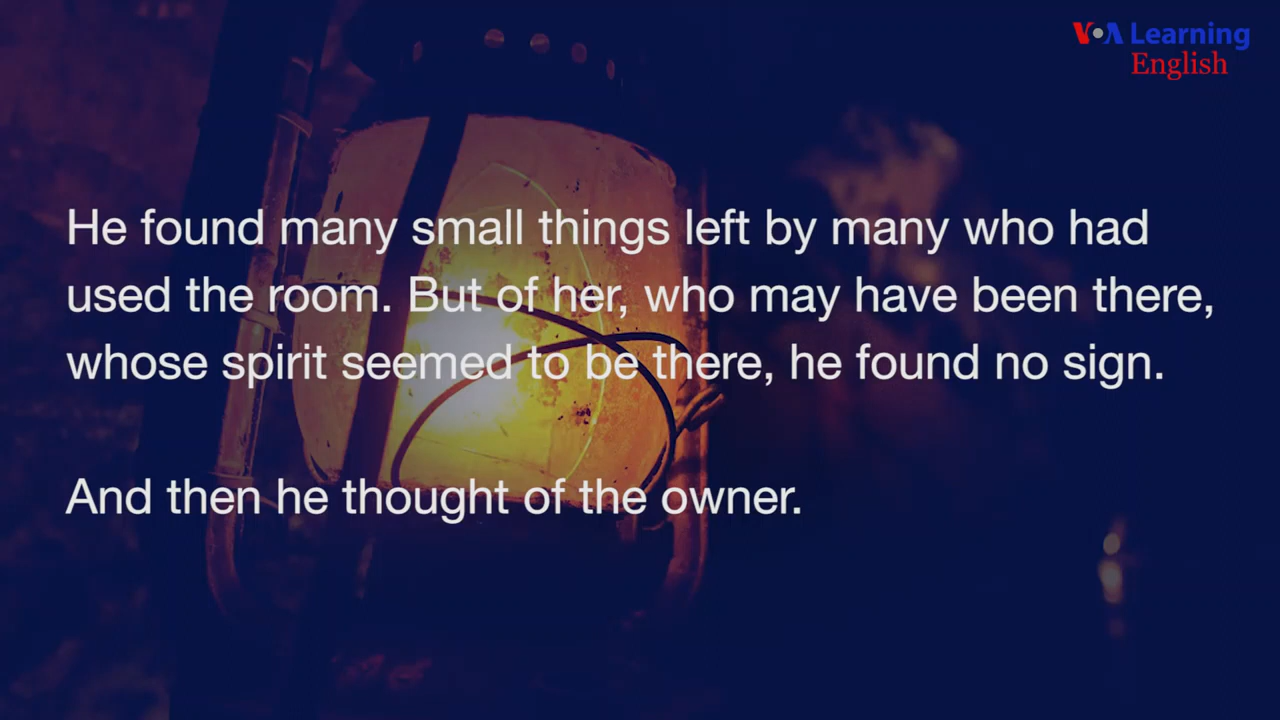 VOA Learning
English
He found many small things left by many who had
used the room. But of her, who may have been there,
whose spirit seemed to be there, he found no sign.
And then he thought of the owner.